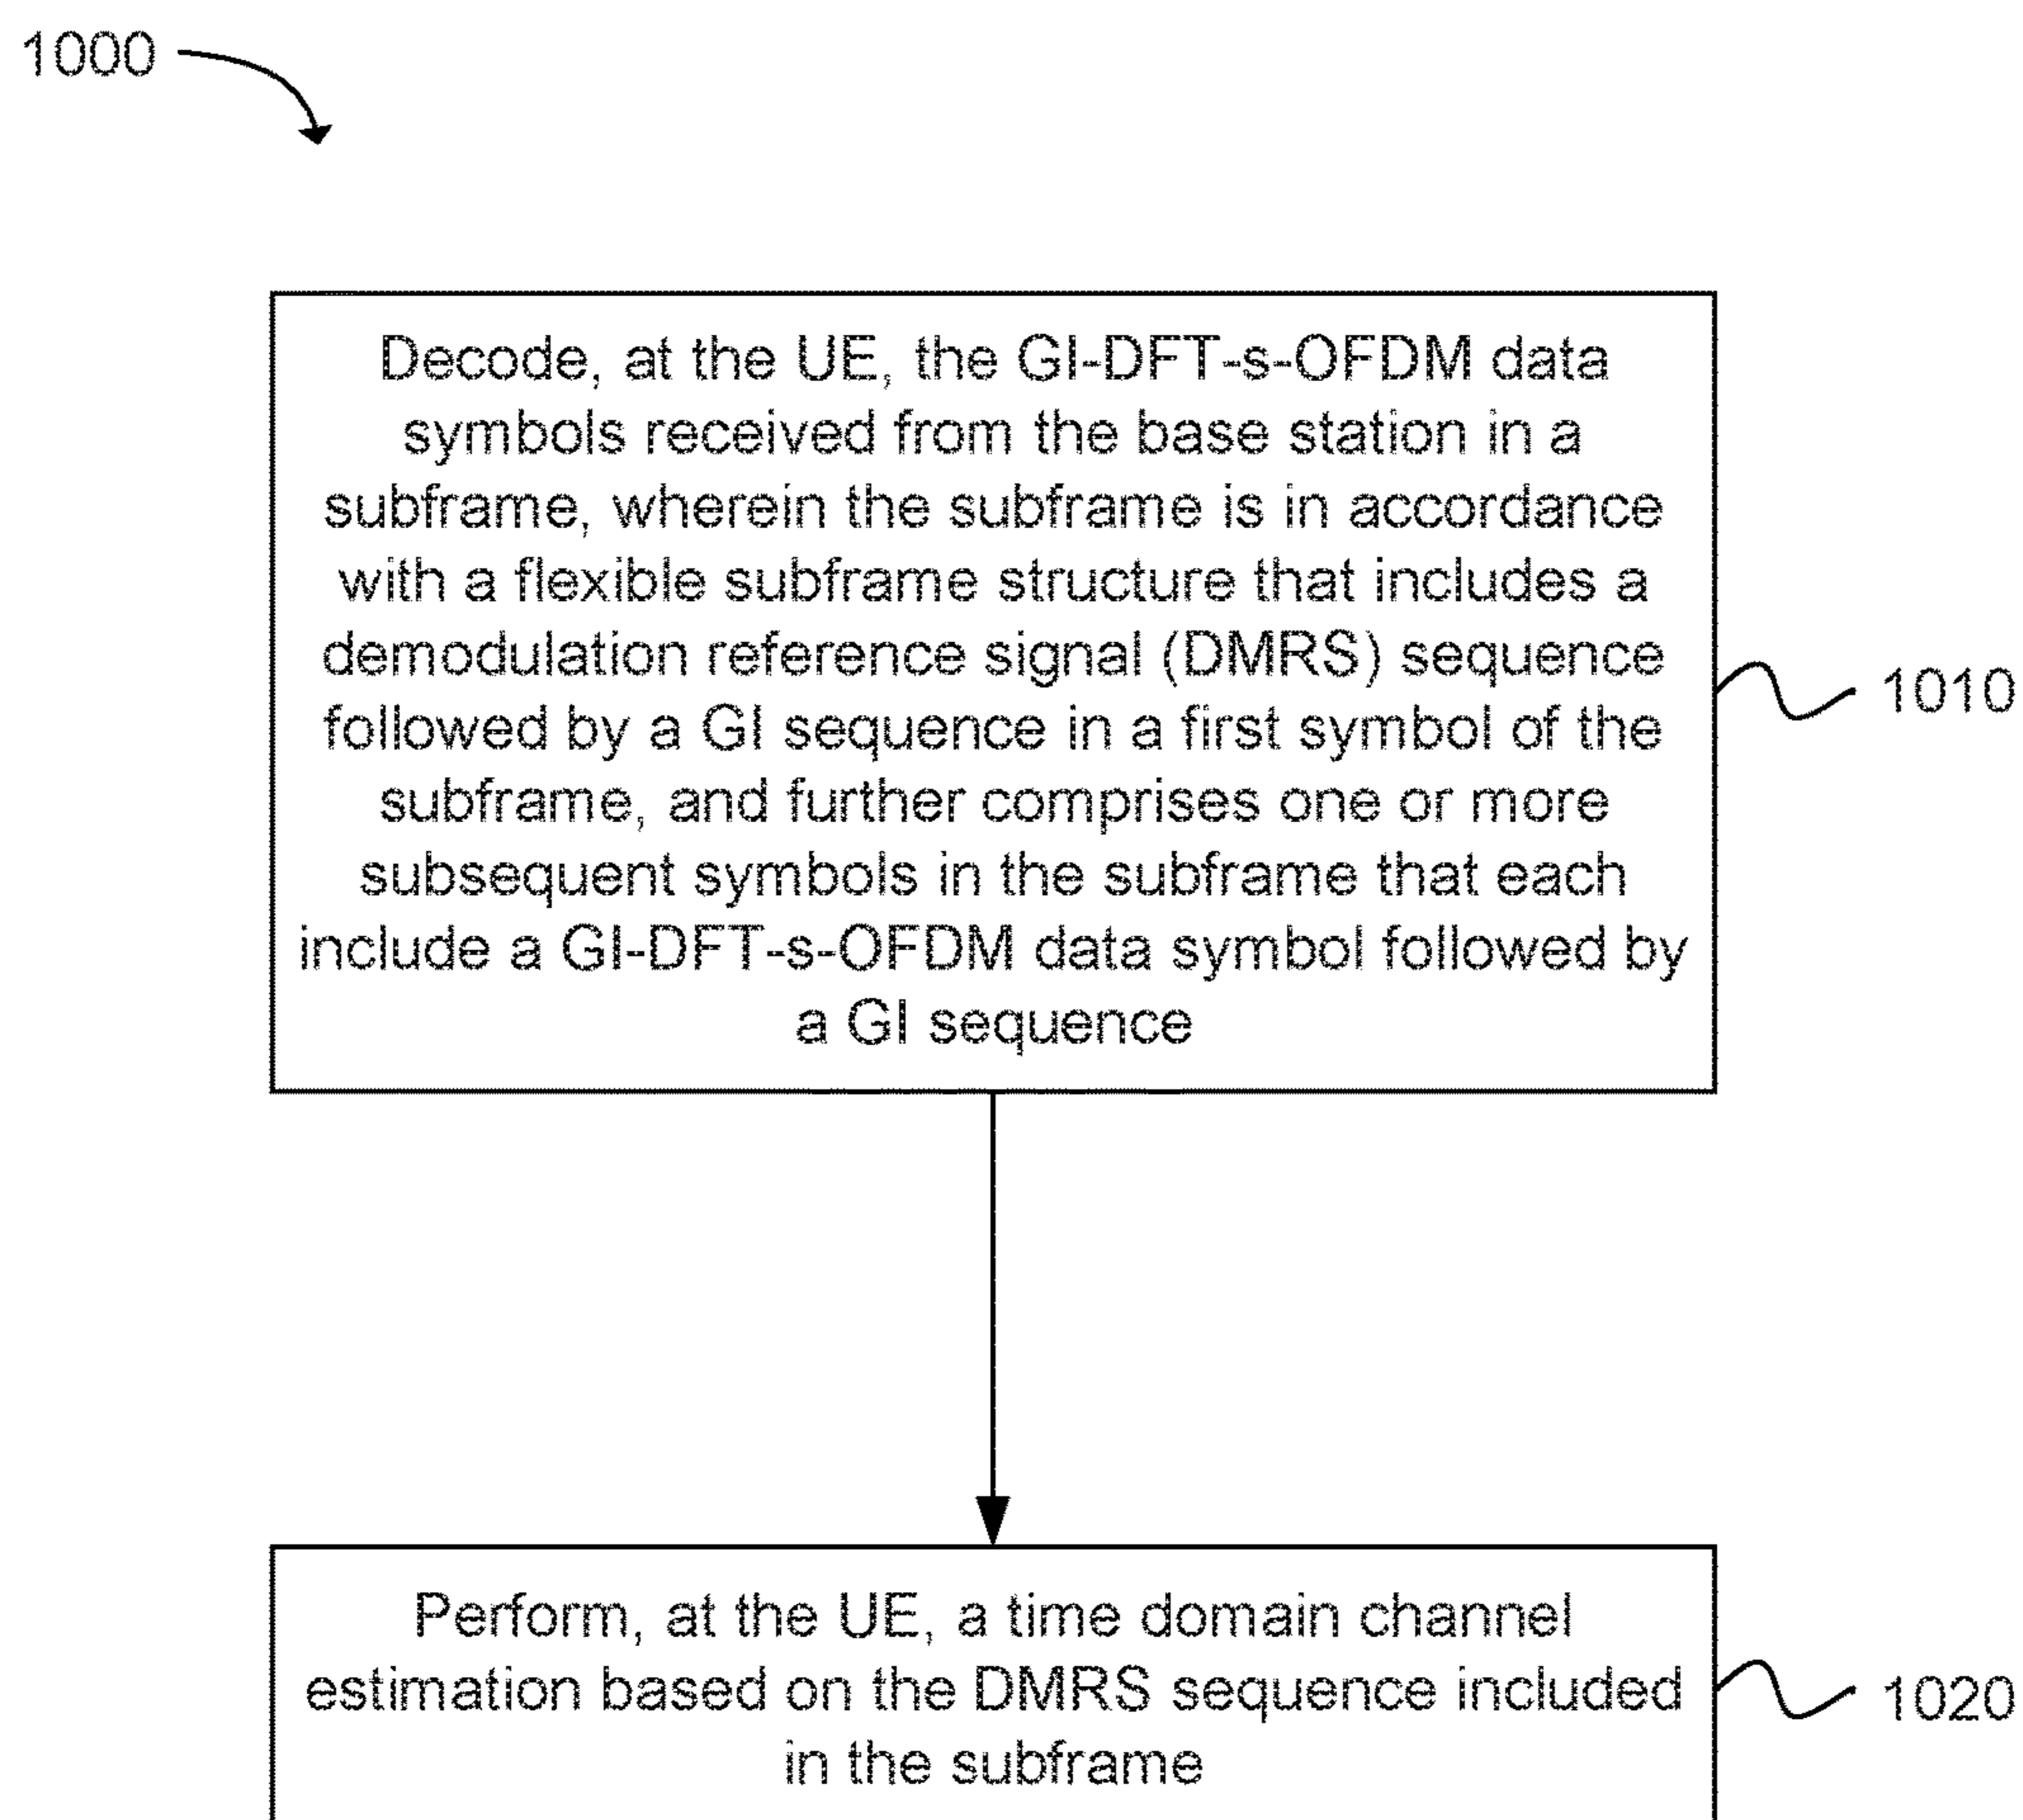 1000
Decode, at the UE, the GI-DFT-s-OFDM data
symbols received from the base station in a
subframe, wherein the subframe is in accordance
with a flexible subframe structure that includes a
demodulation reference signal (DMRS) sequence
followed by a GI sequence in a first symbol of the
subframe, and further comprises one or more
subsequent symbols in the subframe that each
include a GI-DFT-s-OFDM data symbol followed by
a GI sequence
1010
Perform, at the UE, a time domain channel
estimation based on the DMRS sequence included
in the subframe
1020